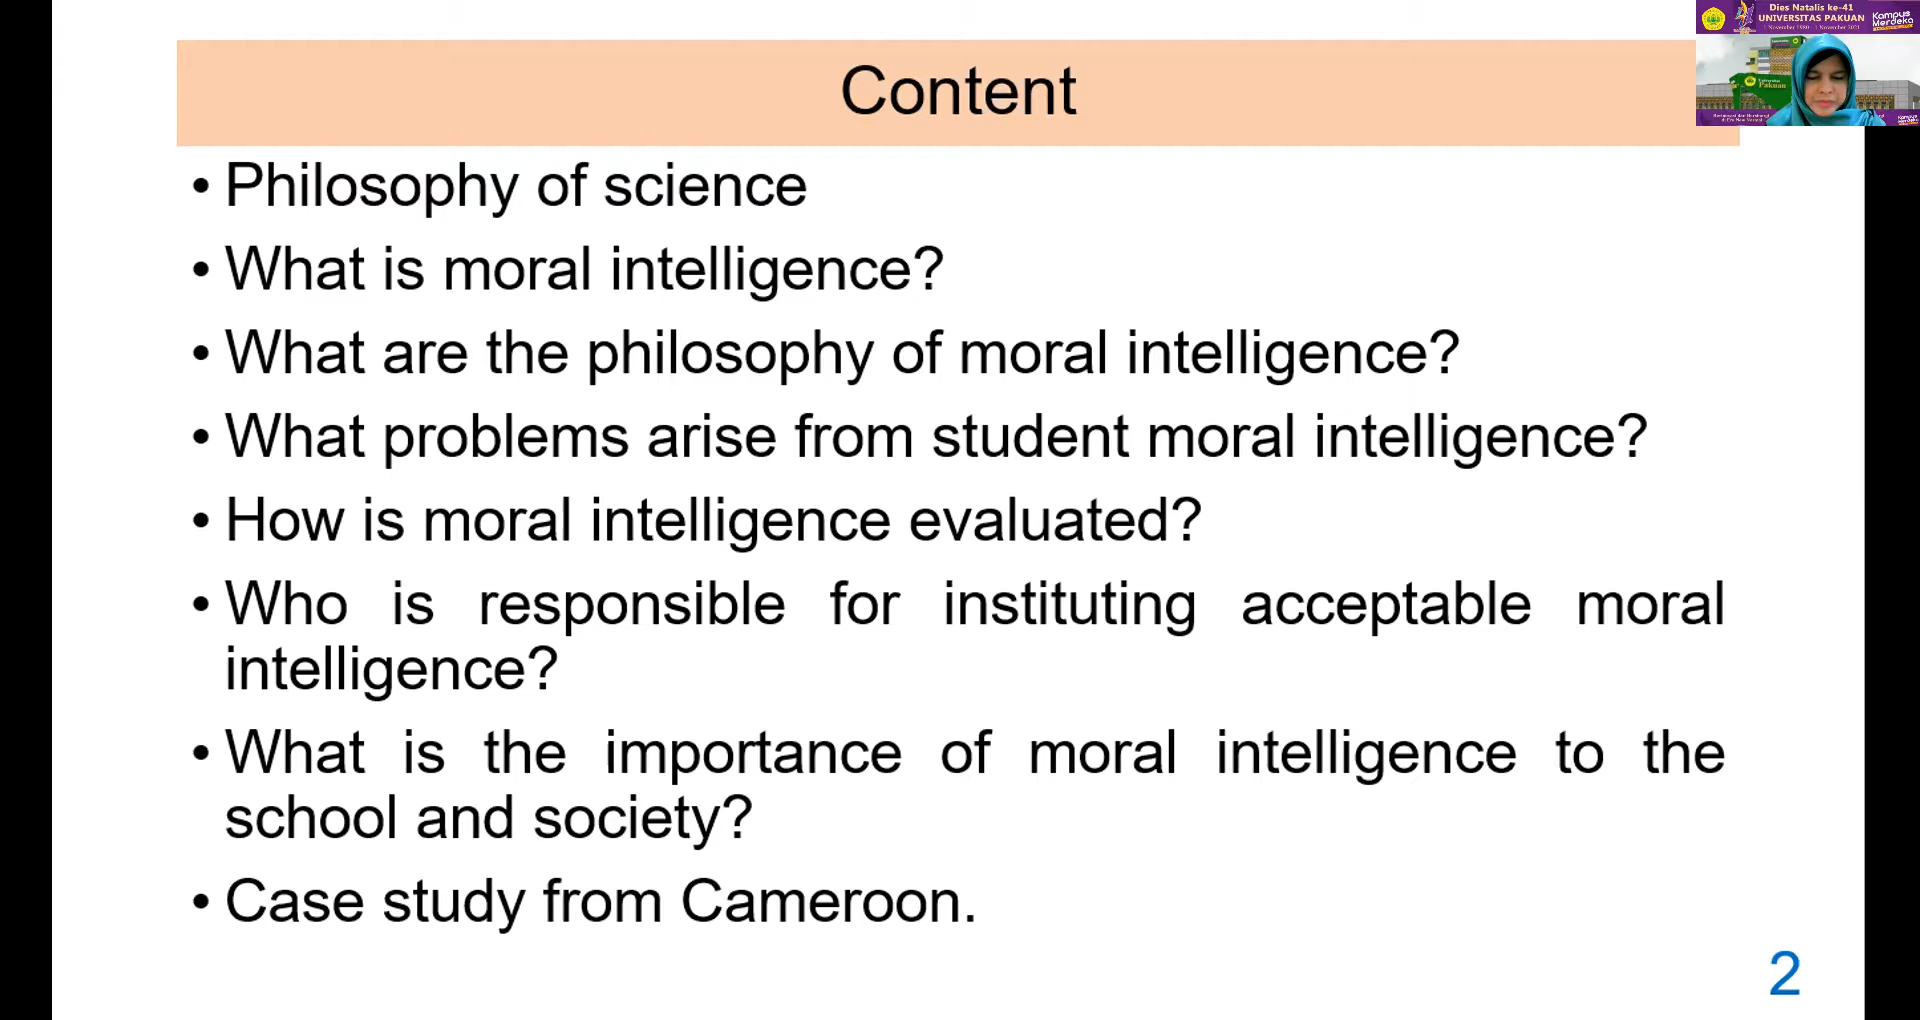 Content
• Philosophy of science
• What is moral intelligence?
• What are the philosophy of moral intelligence?
• What problems arise from student moral intelligence?
• How is moral intelligence evaluated?
• Who is responsible for instituting acceptable moral
intelligence?
• What is the importance of moral intelligence to the
school and society?
• Case study from Cameroon.
2
Dies Natalis ke-41
UNIVERSITAS PAKUAN
Kampus
Merdeka
Pakuan